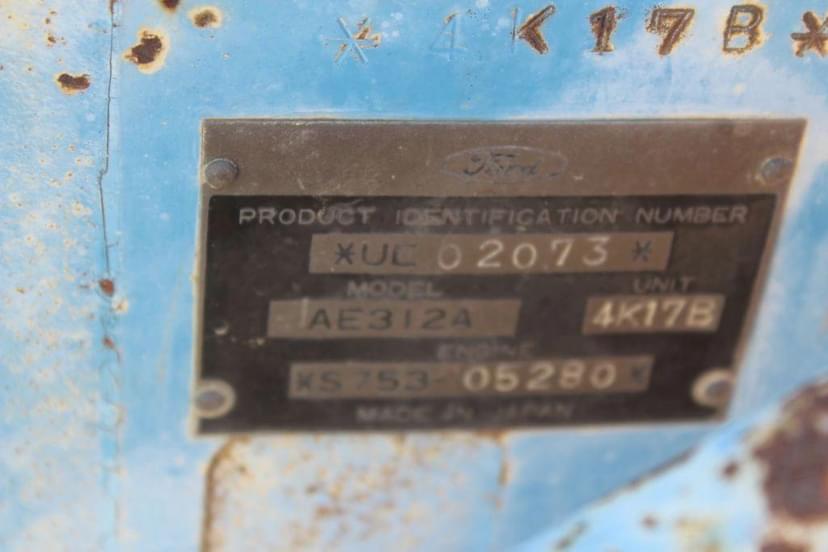 * 4K17B*
Ford
PRODUCT IDENTIFICATION NUMBER
*UC 02073 *
MODEL UNIT
AE312A 4K17B
ENGINE
*S753-05280*
MADE IN JAPAN